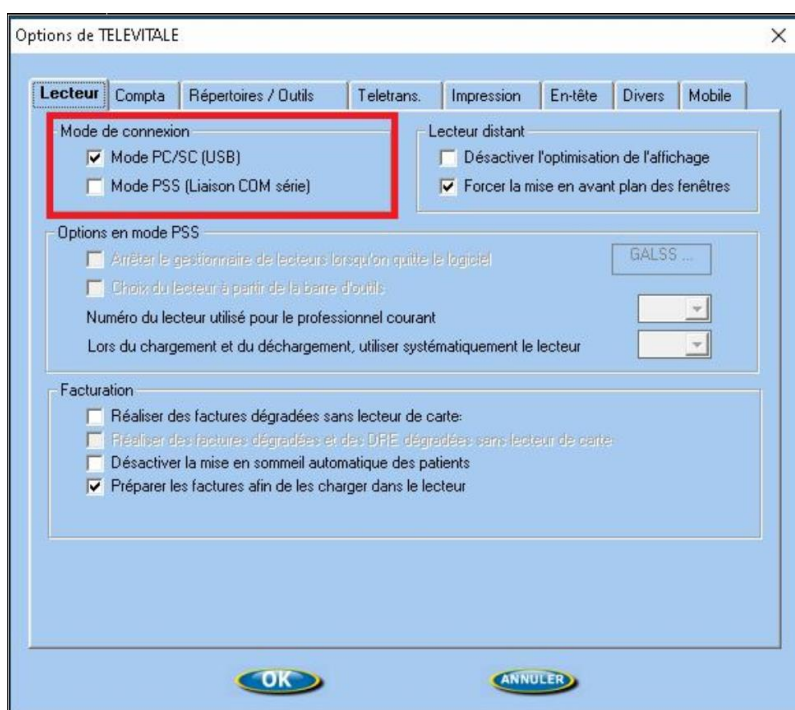 Options de TELEVITALE
Lecteur Compta Répertoires / Outils Teletrans. Impression En-tête Divers Mobile
Mode de connexion
Mode PC/SC (USB)
Mode PSS (Liaison COM série)
Lecteur distant
Désactiver l'optimisation de l'affichage
Forcer la mise en avant plan des fenêtres
Options en mode PSS
Arrêter le gestionnaire de lecteurs lorsqu'on quitte le logiciel
GALSS ...
Choix du lecteur à partir de la barre d'outils
Numéro du lecteur utilisé pour le professionnel courant
Lors du chargement et du déchargement, utiliser systématiquement le lecteur
Facturation
Réaliser des factures dégradées sans lecteur de carte:
Réaliser des factures dégradées et des DRE dégradées sans lecteur de carte
Désactiver la mise en sommeil automatique des patients
Préparer les factures afin de les charger dans le lecteur
OK
ANNULER